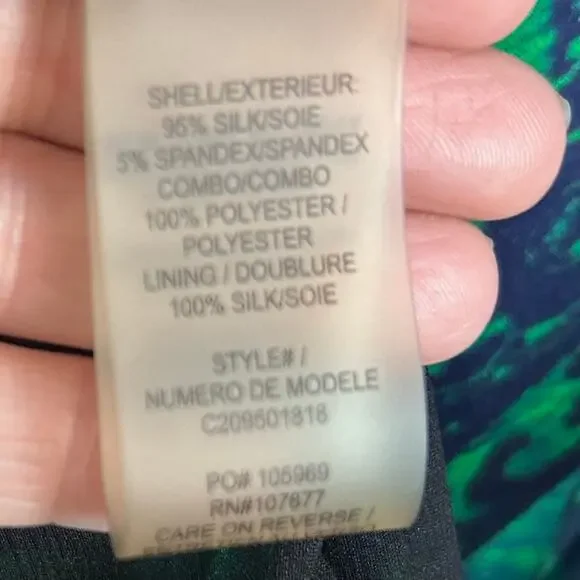 SHELL/EXTERIEUR
95% SILK/SOIE
5% SPANDEX/SPANDEX
COMBO/COMBO
100% POLYESTER /
POLYESTER
LINING / DOUBLURE
100% SILK/SOIE
STYLE# /
NUMERO DE MODELE
C209501818
PO# 105969
RN#107877
CARE ON REVERSE /